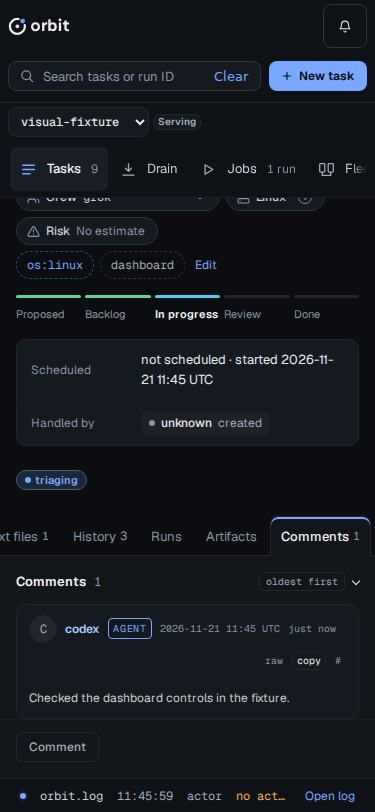 orbit
Search tasks or run ID Clear
+ New task
visual-fixture Serving
Tasks 9 Drain Jobs 1 run Flee
Crew grok Linux
Risk No estimate
os:linux dashboard Edit
Proposed Backlog In progress Review Done
Scheduled not scheduled · started 2026-11-
21 11:45 UTC
Handled by unknown created
triaging
xt files 1 History 3 Runs Artifacts Comments 1
Comments 1 oldest first
C codex AGENT 2026-11-21 11:45 UTC just now
raw copy #
Checked the dashboard controls in the fixture.
Comment
orbit.log 11:45:59 actor no act… Open log